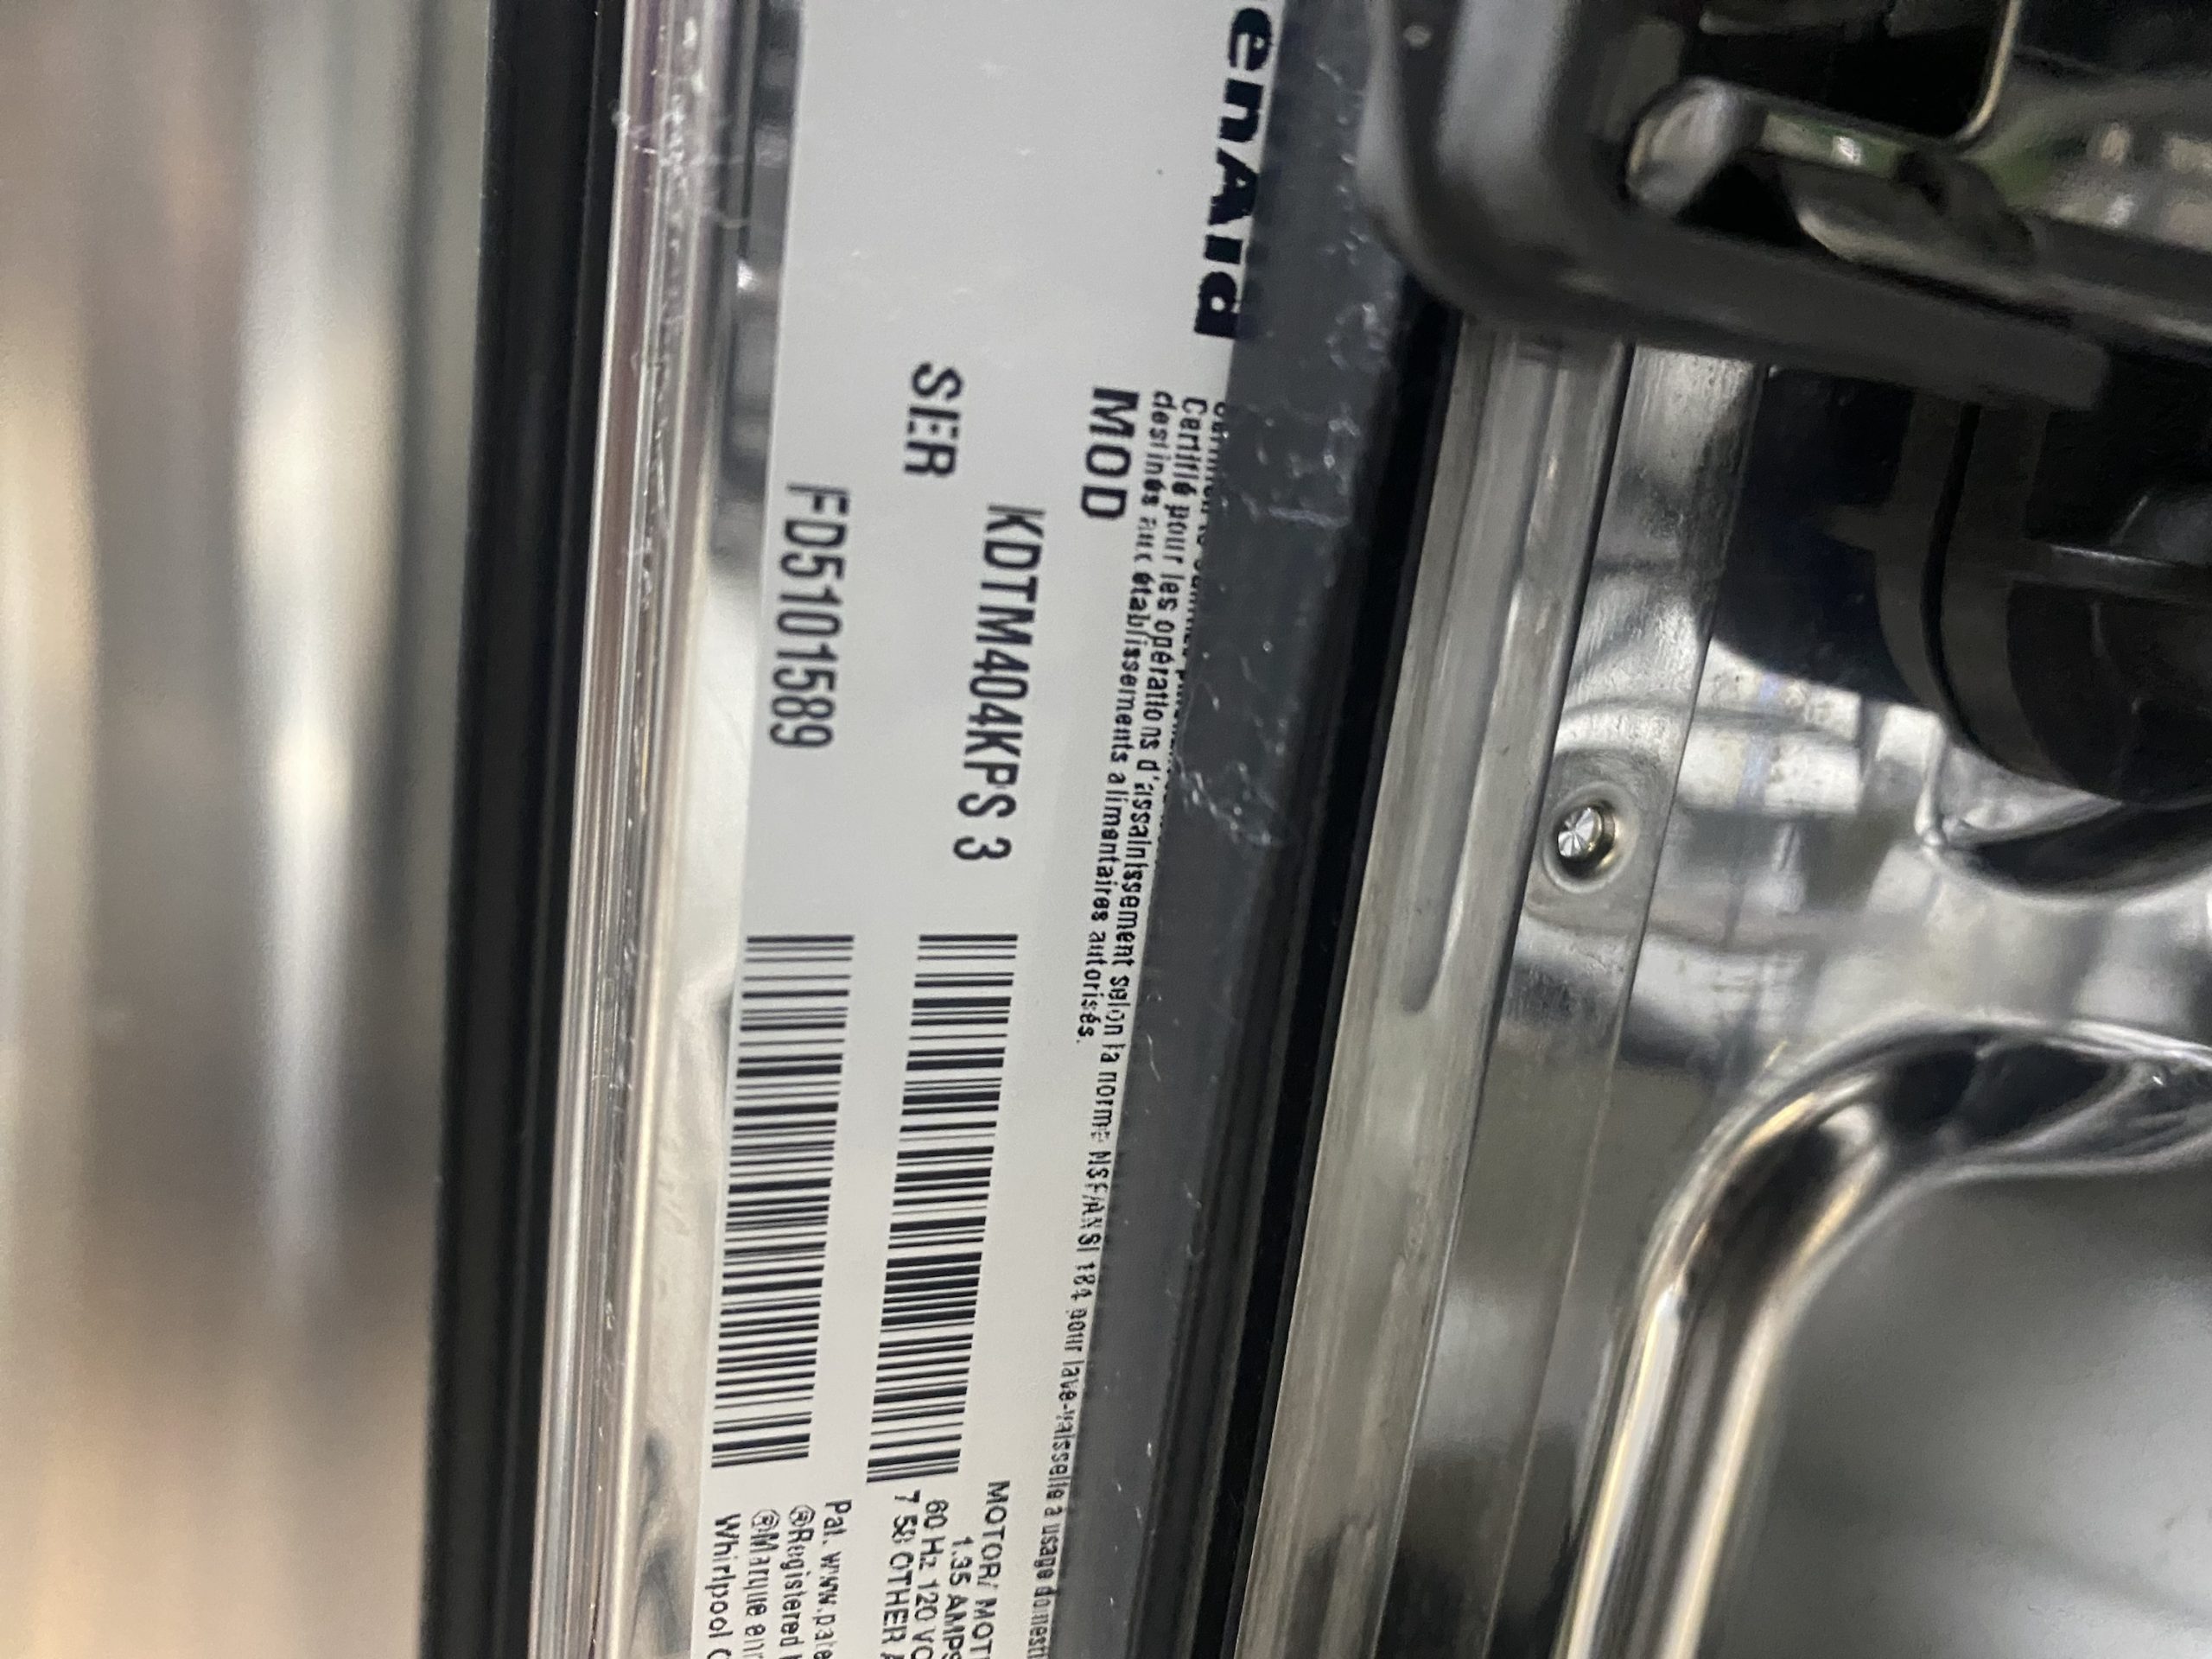 enAid
Certifié pour les opérations d'assainissement selon la norme NSF/ANSI 184 pour lave-vaisselle à usage domesti
destinés aux établissements alimentaires autorisés.
MOD
KDTM404KPS 3
SER
FD5101589
MOTOR/ MOT
1.35 AMPS
60 Hz 120 VO
7.58 OTHER A
Pat. www.pate
®Registered
®Marque en
Whirlpool